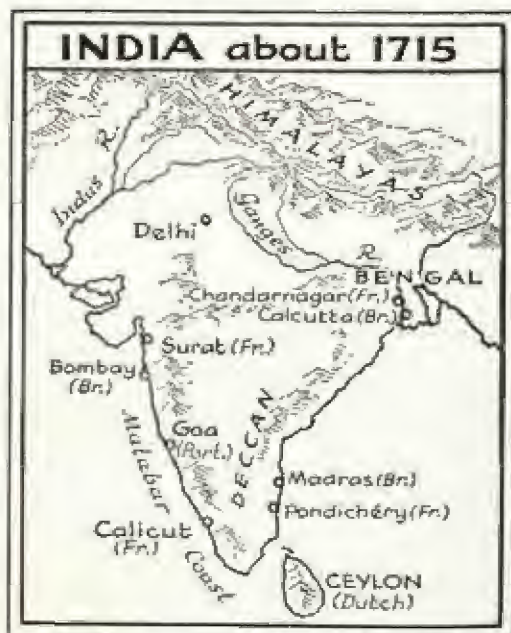 INDIA about 1715
HIMALAYAS
Indus R.
Delhi
Ganges R.
BENGAL
Chandarnagar (Fr.)
Calcutta (Br.)
Surat (Fr.)
Bombay
(Br.)
Goa
(Port.)
DECCAN
Malabar Coast
Madras (Br.)
Pondichéry (Fr.)
Calicut
(Fr.)
CEYLON
(Dutch)